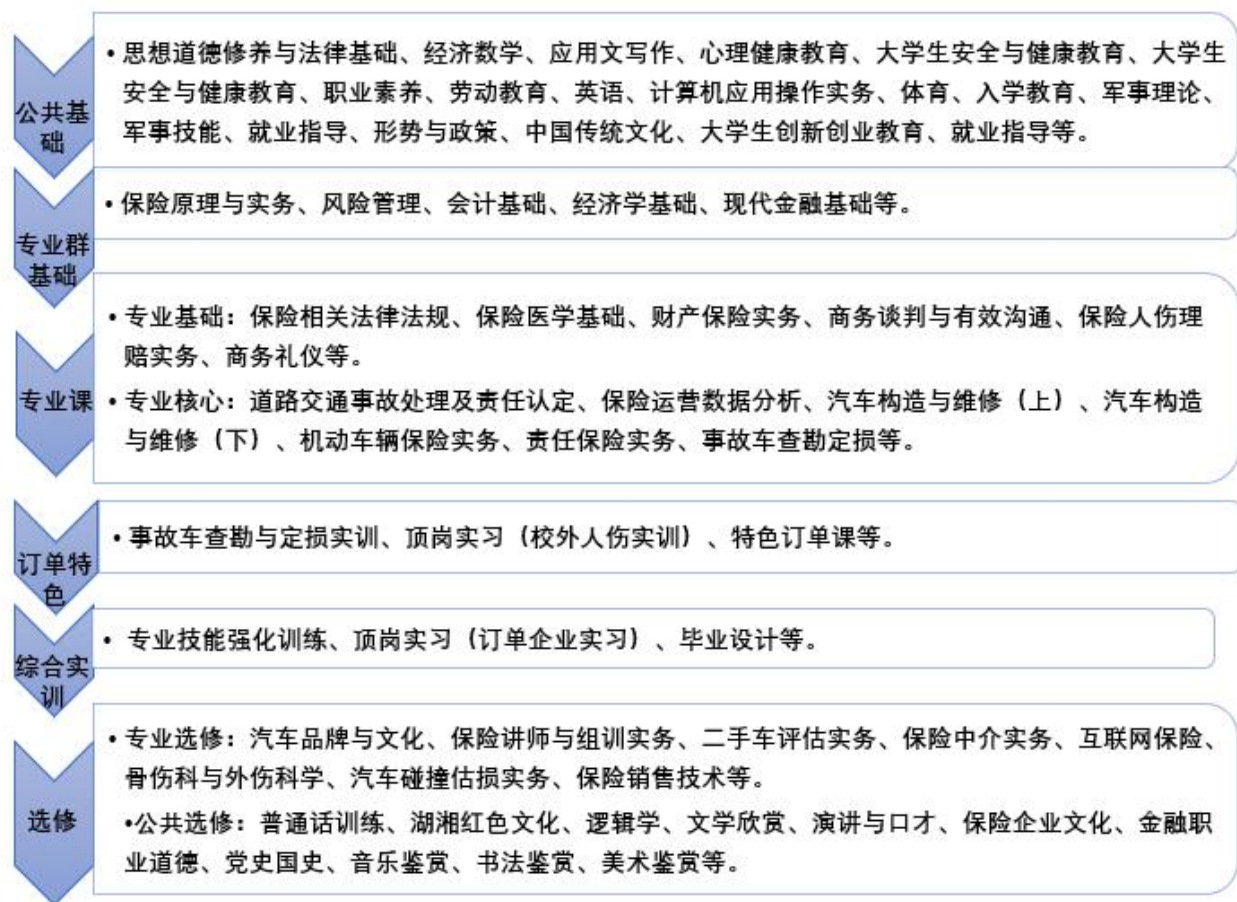 公共基
础
• 思想道德修养与法律基础、经济数学、应用文写作、心理健康教育、大学生安全与健康教育、大学生
安全与健康教育、职业素养、劳动教育、英语、计算机应用操作实务、体育、入学教育、军事理论、
军事技能、就业指导、形势与政策、中国传统文化、大学生创新创业教育、就业指导等。
专业群
基础
• 保险原理与实务、风险管理、会计基础、经济学基础、现代金融基础等。
专业课
• 专业基础：保险相关法律法规、保险医学基础、财产保险实务、商务谈判与有效沟通、保险人伤理
赔实务、商务礼仪等。
• 专业核心：道路交通事故处理及责任认定、保险运营数据分析、汽车构造与维修（上）、汽车构造
与维修（下）、机动车辆保险实务、责任保险实务、事故车查勘定损等。
订单特
色
• 事故车查勘与定损实训、顶岗实习（校外人伤实训）、特色订单课等。
综合实
训
• 专业技能强化训练、顶岗实习（订单企业实习）、毕业设计等。
选修
• 专业选修：汽车品牌与文化、保险讲师与组训实务、二手车评估实务、保险中介实务、互联网保险、
骨伤科与外伤科学、汽车碰撞估损实务、保险销售技术等。
•公共选修：普通话训练、湖湘红色文化、逻辑学、文学欣赏、演讲与口才、保险企业文化、金融职
业道德、党史国史、音乐鉴赏、书法鉴赏、美术鉴赏等。